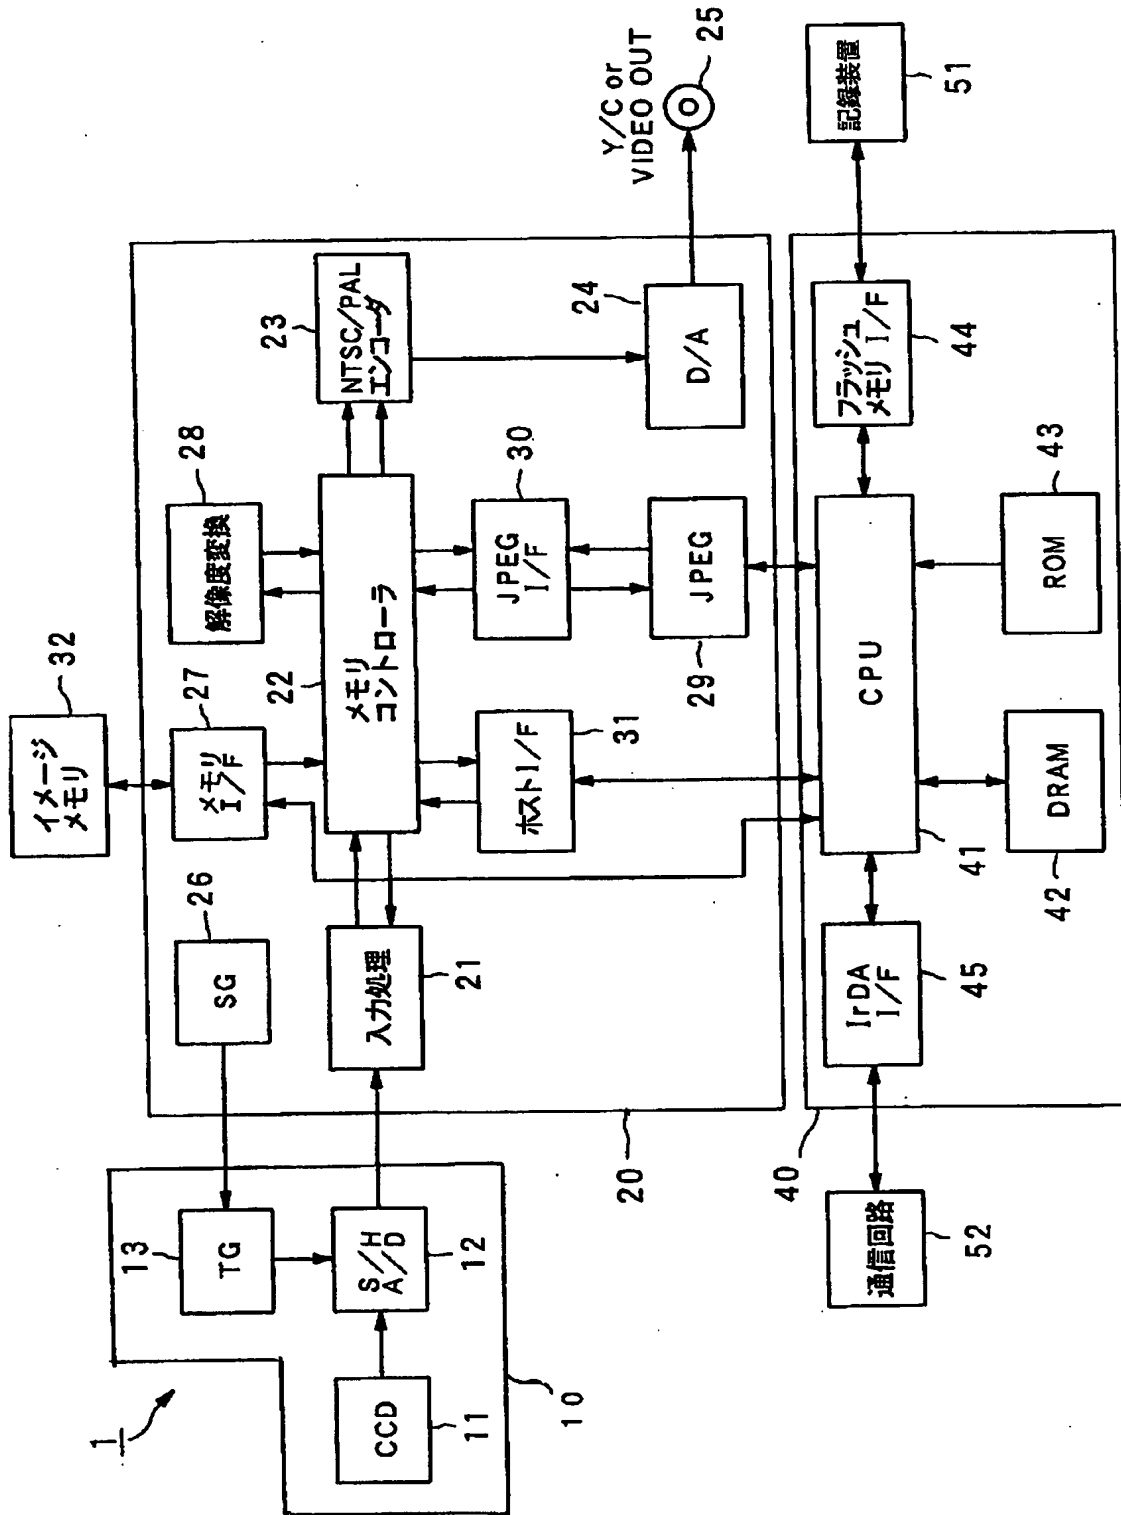 1
イメージ
メモリ
32
SG
26
メモリ
I/F
27
解像度変換
28
13
TG
入力処理
21
22
メモリ
コントローラ
23
NTSC/PAL
エンコーダ
CCD
11
S/H
A/D
12
10
ホストI/F
31
JPEG
I/F
30
29
JPEG
24
D/A
Y/C or
VIDEO OUT
25
20
40
通信回路
52
IrDA
I/F
45
CPU
41
フラッシュ
メモリ I/F
44
記録装置
51
42
DRAM
ROM
43